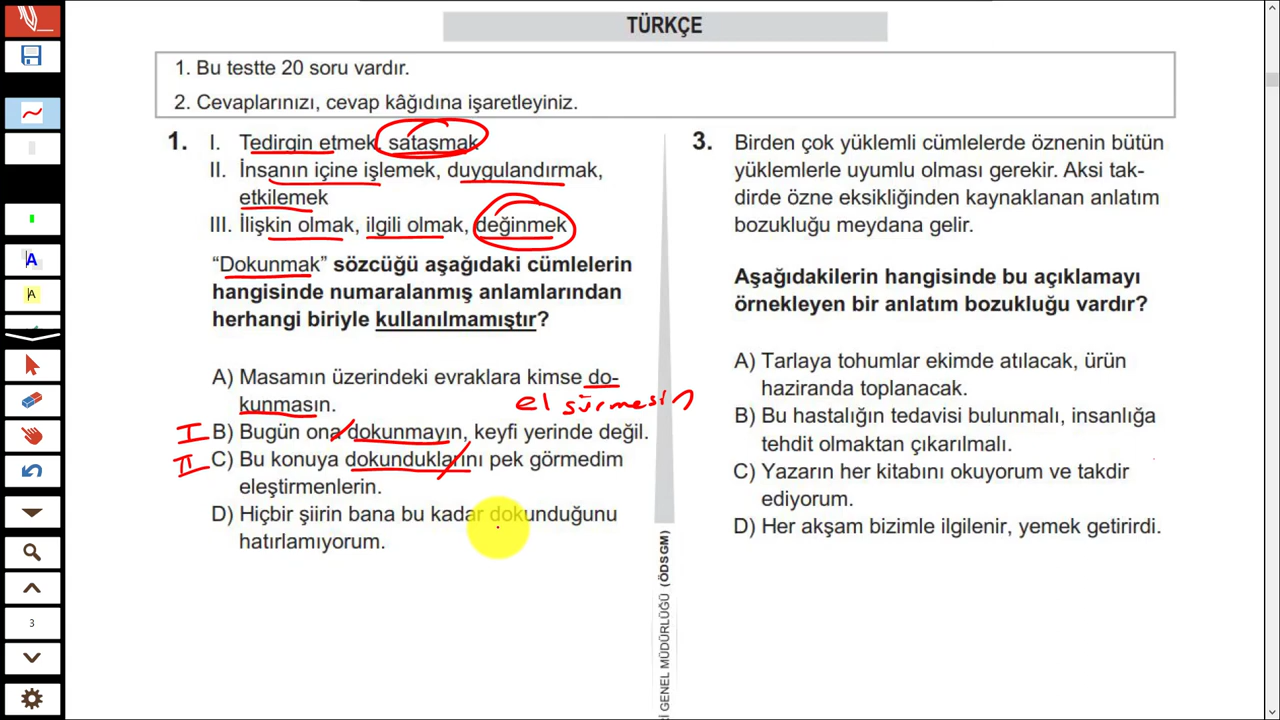 TÜRKÇE
1. Bu testte 20 soru vardır.
2. Cevaplarınızı, cevap kâğıdına işaretleyiniz.
1. I. Tedirgin etmek, sataşmak
II. İnsanın içine işlemek, duygulandırmak,
etkilemek
III. İlişkin olmak, ilgili olmak, değinmek
“Dokunmak” sözcüğü aşağıdaki cümlelerin
hangisinde numaralanmış anlamlarından
herhangi biriyle kullanılmamıştır?
A) Masamın üzerindeki evraklara kimse do-
kunmasın.
el sürmesin
I B) Bugün ona dokunmayın, keyfi yerinde değil.
II C) Bu konuya dokunduklarını pek görmedim
eleştirmenlerin.
D) Hiçbir şiirin bana bu kadar dokunduğunu
hatırlamıyorum.
3. Birden çok yüklemli cümlelerde öznenin bütün
yüklemlerle uyumlu olması gerekir. Aksi tak-
dirde özne eksikliğinden kaynaklanan anlatım
bozukluğu meydana gelir.
Aşağıdakilerin hangisinde bu açıklamayı
örnekleyen bir anlatım bozukluğu vardır?
A) Tarlaya tohumlar ekimde atılacak, ürün
haziranda toplanacak.
B) Bu hastalığın tedavisi bulunmalı, insanlığa
tehdit olmaktan çıkarılmalı.
C) Yazarın her kitabını okuyorum ve takdir
ediyorum.
D) Her akşam bizimle ilgilenir, yemek getirirdi.
GENEL MÜDÜRLÜĞÜ (ÖDSGM)
A
A
3